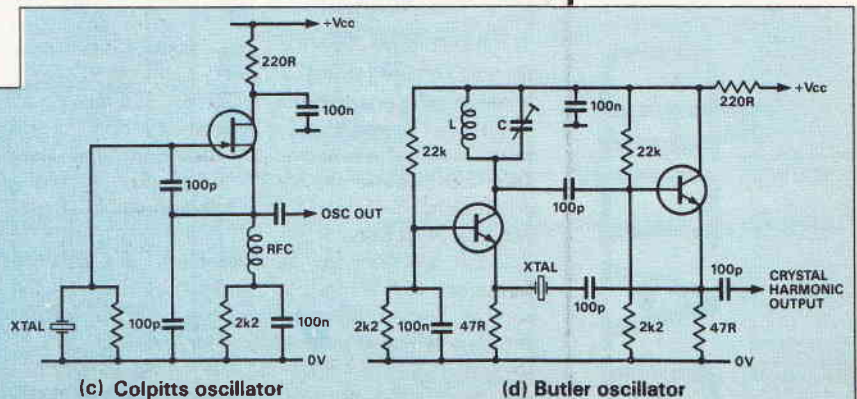 +Vcc
220R
100n
100p
OSC OUT
RFC
XTAL
100p
2k2
100n
0V
(c) Colpitts oscillator
+Vcc
220R
L
C
100n
22k
22k
100p
XTAL
100p
100p
CRYSTAL
HARMONIC
OUTPUT
2k2
100n
47R
2k2
47R
0V
(d) Butler oscillator